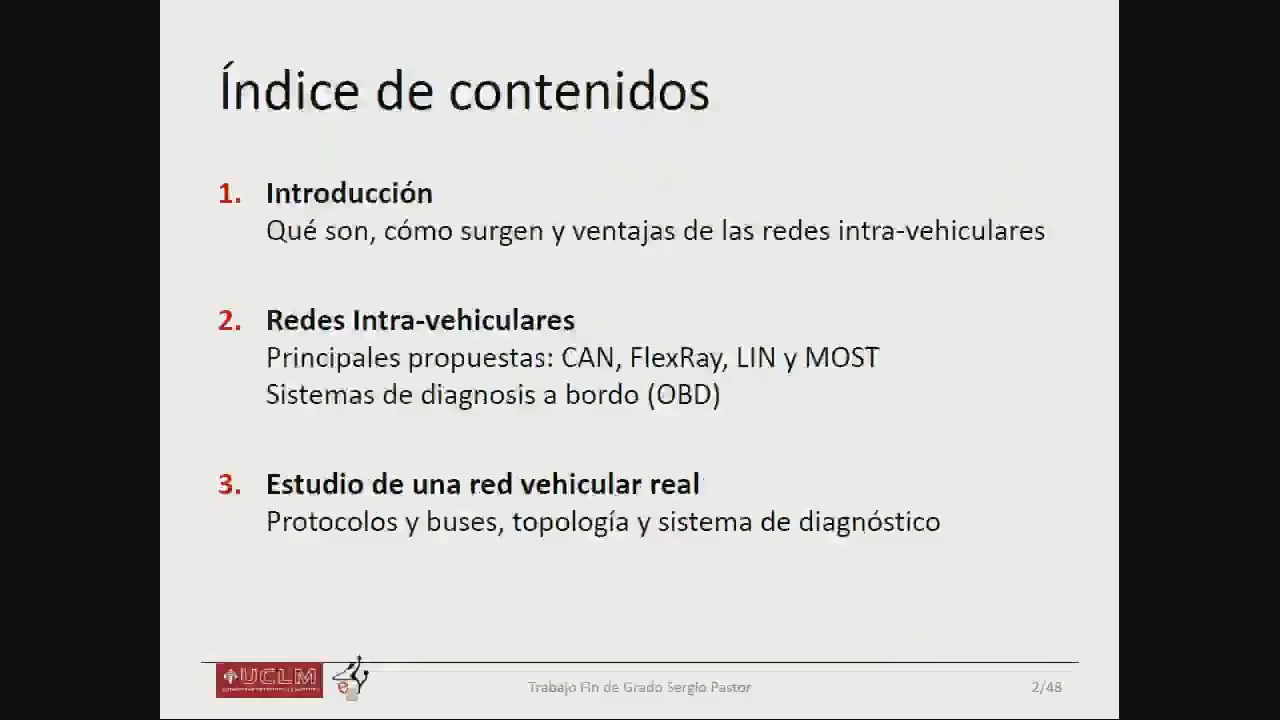 Índice de contenidos
1. Introducción
Qué son, cómo surgen y ventajas de las redes intra-vehiculares
2. Redes Intra-vehiculares
Principales propuestas: CAN, FlexRay, LIN y MOST
Sistemas de diagnosis a bordo (OBD)
3. Estudio de una red vehicular real
Protocolos y buses, topología y sistema de diagnóstico
UCLM
Trabajo Fin de Grado Sergio Pastor
2/48